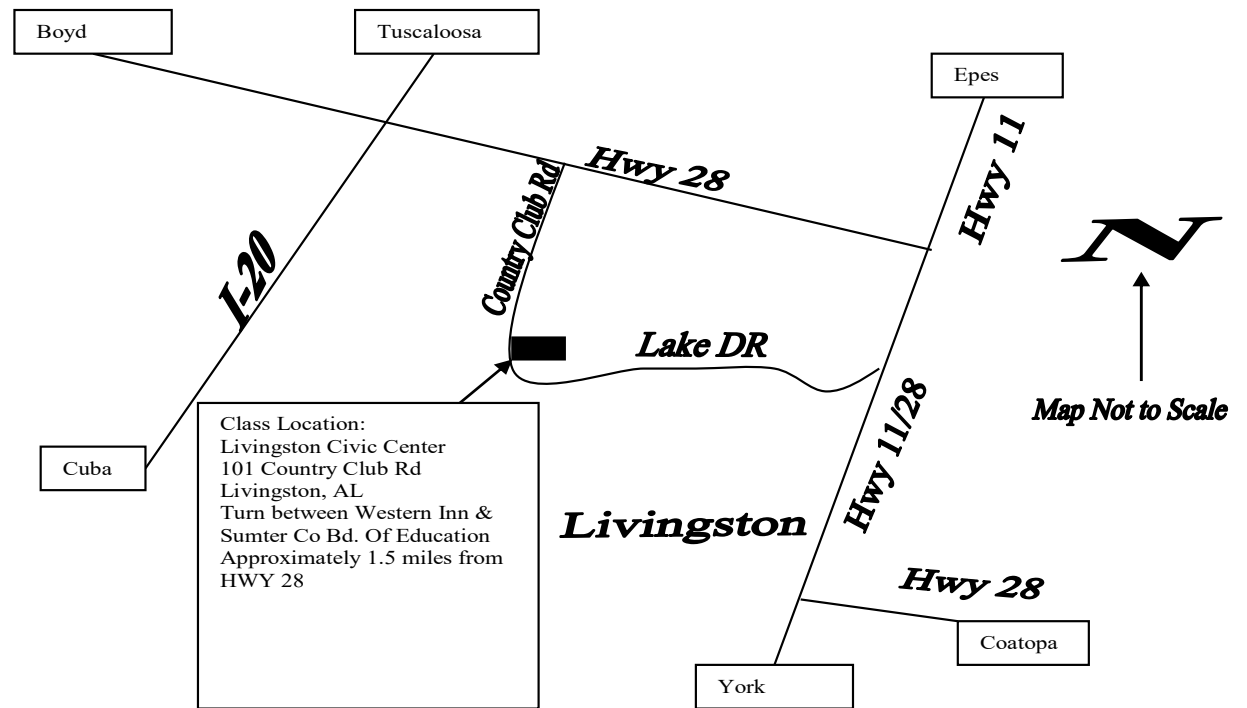 Boyd
Tuscaloosa
Epes
Hwy 28
Hwy 11
Country Club Rd
N
I-20
Lake DR
Map Not to Scale
Hwy 11/28
Class Location:
Livingston Civic Center
101 Country Club Rd
Livingston, AL
Turn between Western Inn &
Sumter Co Bd. Of Education
Approximately 1.5 miles from
HWY 28
Cuba
Livingston
Hwy 28
Coatopa
York